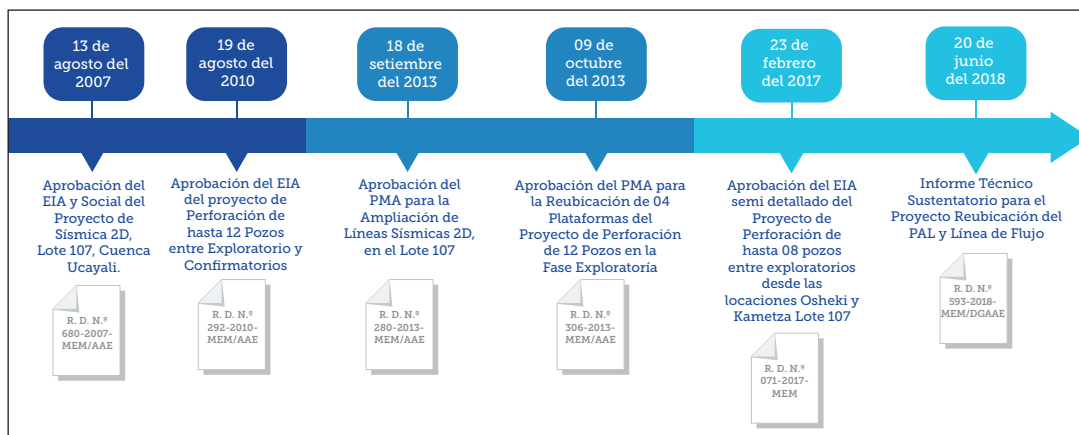 13 de
agosto del
2007
19 de
agosto del
2010
18 de
setiembre
del 2013
09 de
octubre
del 2013
23 de
febrero
del 2017
20 de
junio
del 2018
Aprobación del
EIA y Social del
Proyecto de
Sísmica 2D,
Lote 107, Cuenca
Ucayali.
R. D. N.º
680-2007-
MEM/AAE
Aprobación del EIA
del proyecto de
Perforación de
hasta 12 Pozos
entre Exploratorio y
Confirmatorios
R. D. N.º
292-2010-
MEM/AAE
Aprobación del
PMA para la
Ampliación de
Líneas Sísmicas 2D,
en el Lote 107
R. D. N.º
280-2013-
MEM/AAE
Aprobación del PMA para
la Reubicación de 04
Plataformas del
Proyecto de Perforación
de 12 Pozos en la
Fase Exploratoría
R. D. N.º
306-2013-
MEM/AAE
Aprobación del EIA
semi detallado del
Proyecto de
Perforación de
hasta 08 pozos
entre exploratorios
desde las
locaciones Osheki y
Kametza Lote 107
R. D. N.º
071-2017-
MEM
Informe Técnico
Sustentatorio para el
Proyecto Reubicación del
PAL y Línea de Flujo
R. D. N.º
593-2018-
MEM/DGAAE